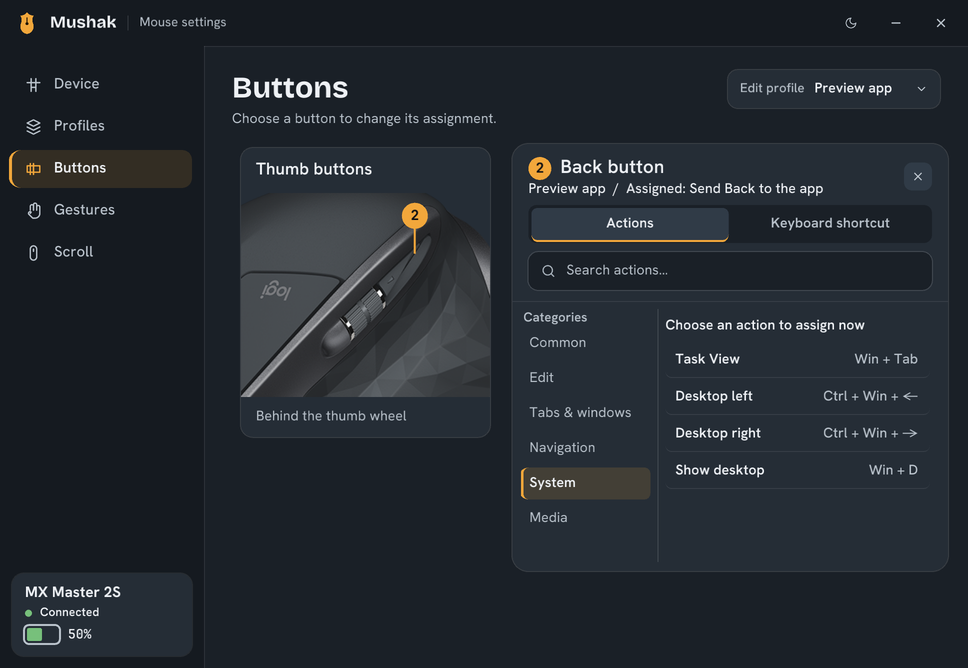 Mushak
Mouse settings
Device
Profiles
Buttons
Gestures
Scroll
MX Master 2S
Connected
50%
Buttons
Choose a button to change its assignment.
Edit profile Preview app
Thumb buttons
2
logi
Behind the thumb wheel
2 Back button
Preview app / Assigned: Send Back to the app
Actions
Keyboard shortcut
Search actions...
Categories
Common
Edit
Tabs & windows
Navigation
System
Media
Choose an action to assign now
Task View Win + Tab
Desktop left Ctrl + Win + ←
Desktop right Ctrl + Win + →
Show desktop Win + D